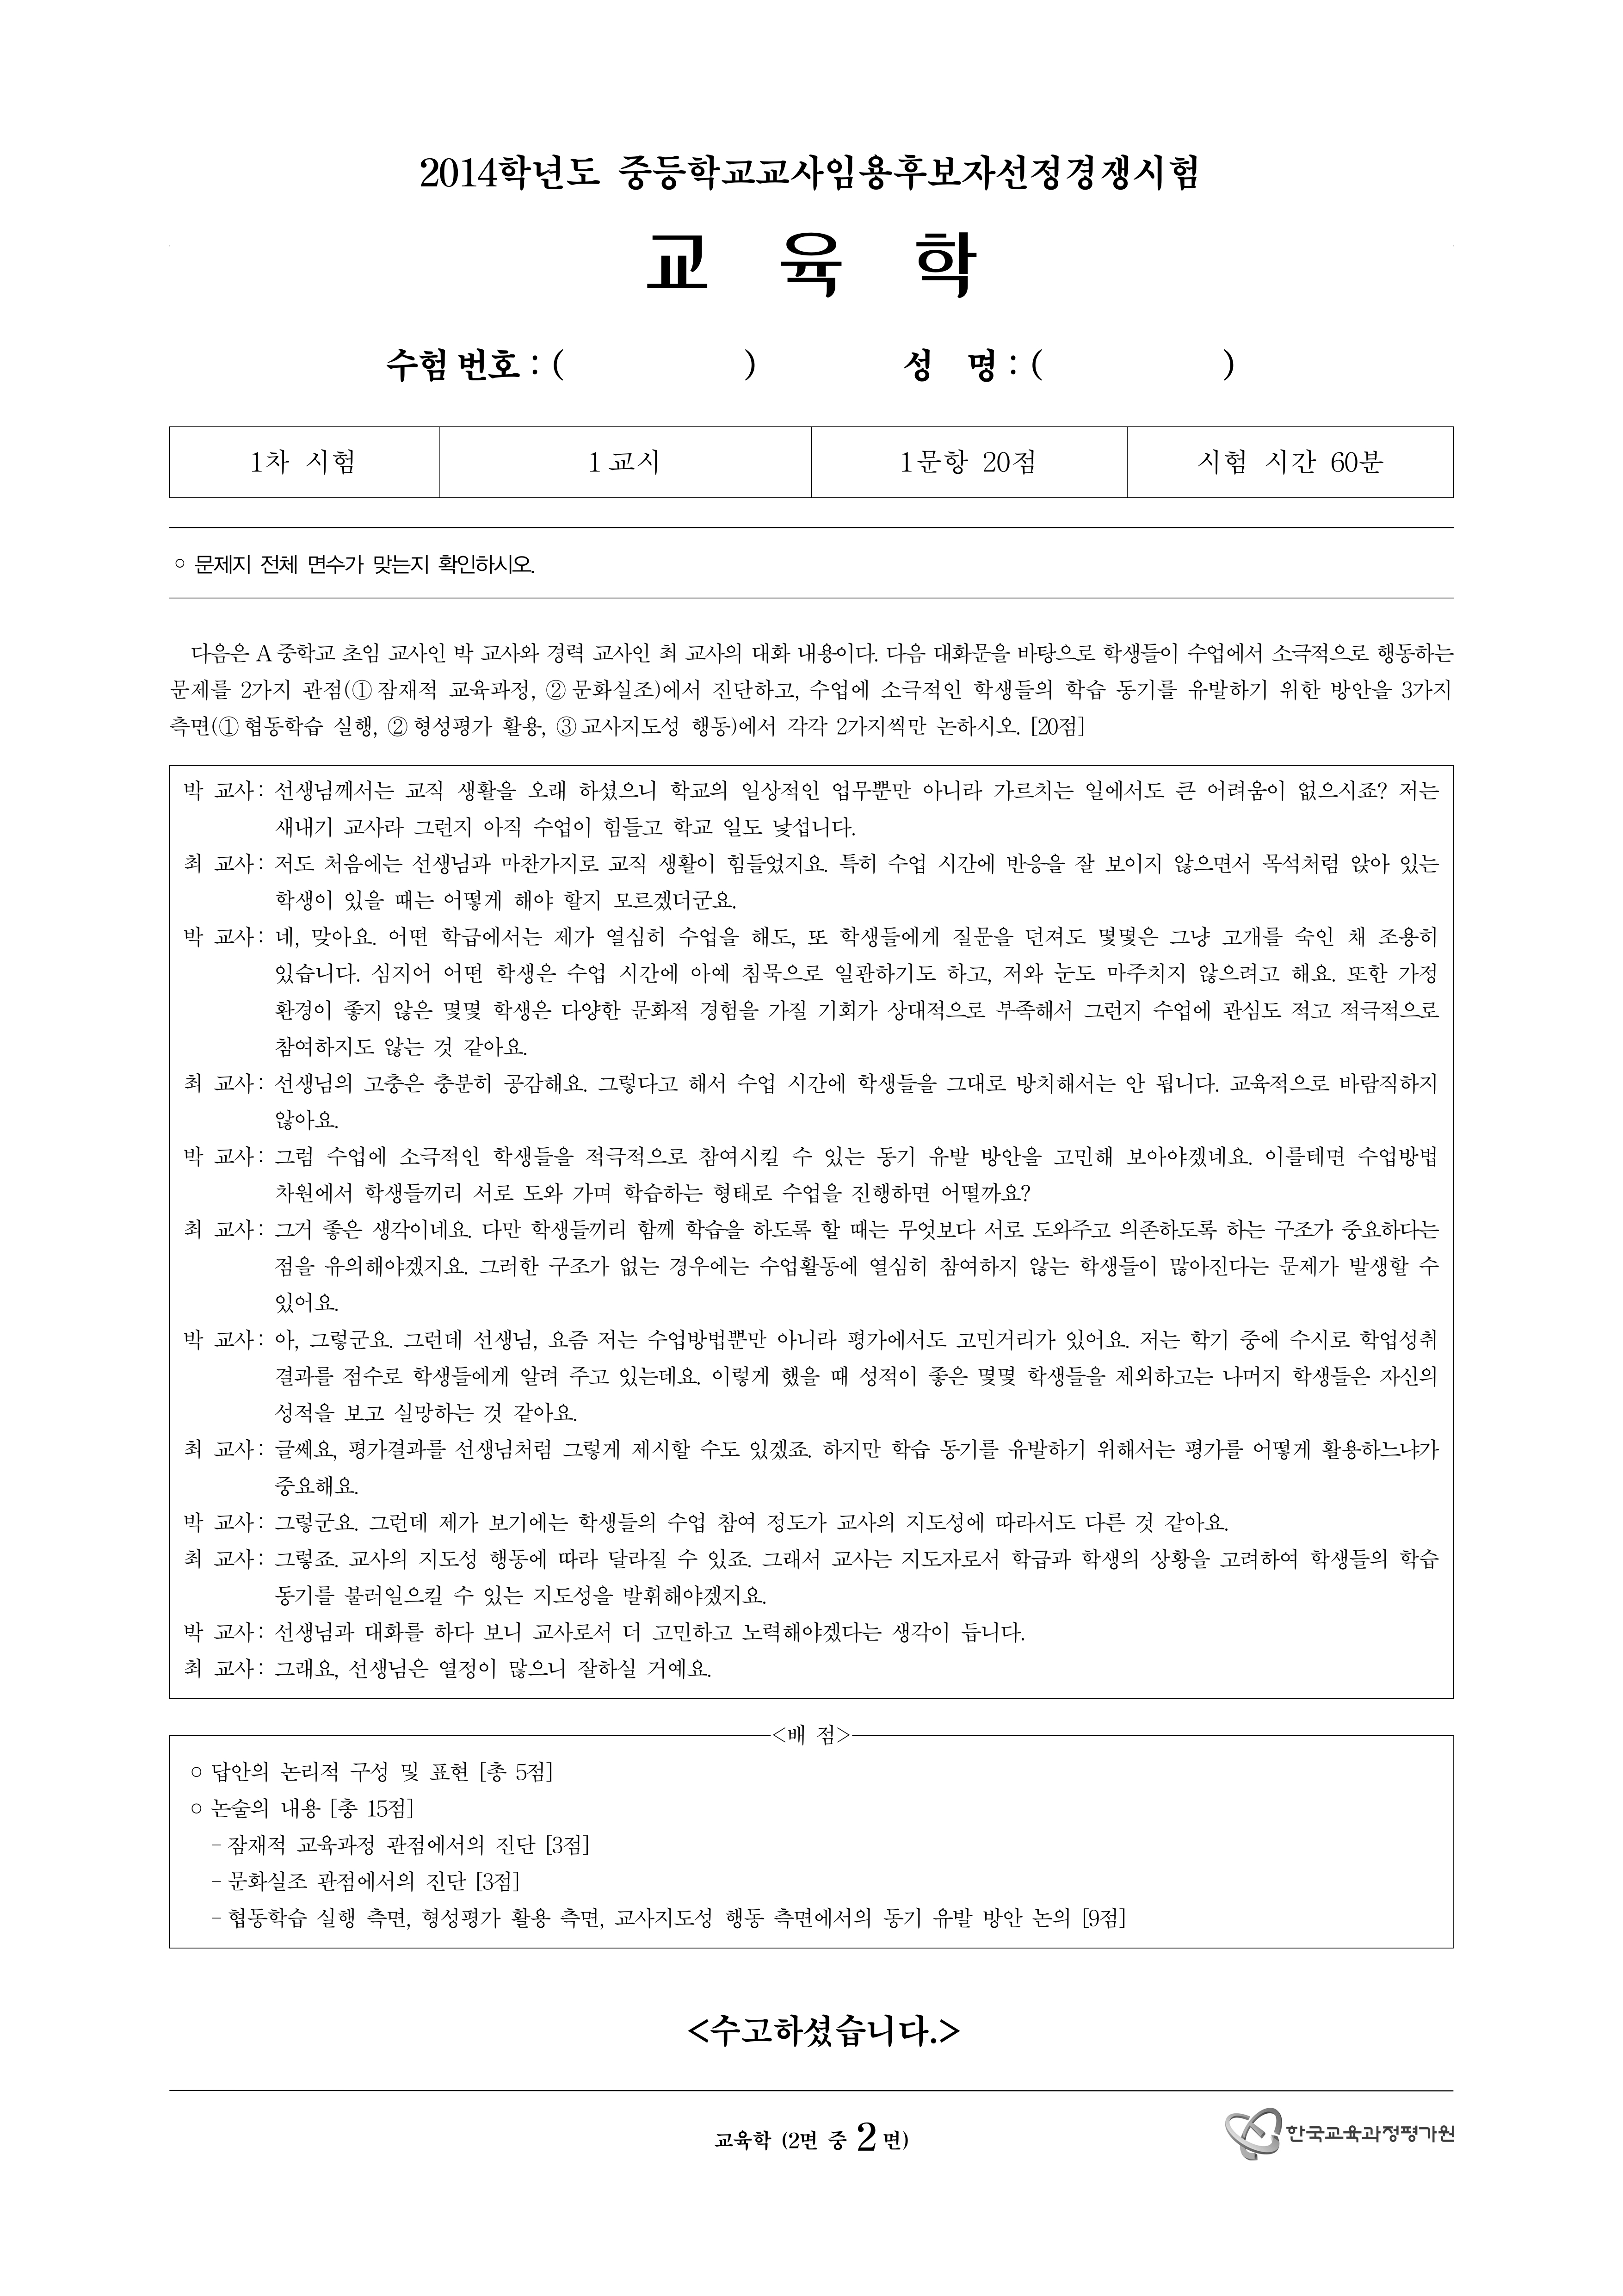 2014학년도 중등학교교사임용후보자선정경쟁시험
교 육 학
수험 번호 : ( ) 성 명 : ( )
1차 시험 1 교시 1문항 20점 시험 시간 60분
○ 문제지 전체 면수가 맞는지 확인하시오.
다음은 A 중학교 초임 교사인 박 교사와 경력 교사인 최 교사의 대화 내용이다. 다음 대화문을 바탕으로 학생들이 수업에서 소극적으로 행동하는
문제를 2가지 관점(① 잠재적 교육과정, ② 문화실조)에서 진단하고, 수업에 소극적인 학생들의 학습 동기를 유발하기 위한 방안을 3가지
측면(① 협동학습 실행, ② 형성평가 활용, ③ 교사지도성 행동)에서 각각 2가지씩만 논하시오. [20점]
박 교사 : 선생님께서는 교직 생활을 오래 하셨으니 학교의 일상적인 업무뿐만 아니라 가르치는 일에서도 큰 어려움이 없으시죠? 저는
새내기 교사라 그런지 아직 수업이 힘들고 학교 일도 낯섭니다.
최 교사 : 저도 처음에는 선생님과 마찬가지로 교직 생활이 힘들었지요. 특히 수업 시간에 반응을 잘 보이지 않으면서 목석처럼 앉아 있는
학생이 있을 때는 어떻게 해야 할지 모르겠더군요.
박 교사 : 네, 맞아요. 어떤 학급에서는 제가 열심히 수업을 해도, 또 학생들에게 질문을 던져도 몇몇은 그냥 고개를 숙인 채 조용히
있습니다. 심지어 어떤 학생은 수업 시간에 아예 침묵으로 일관하기도 하고, 저와 눈도 마주치지 않으려고 해요. 또한 가정
환경이 좋지 않은 몇몇 학생은 다양한 문화적 경험을 가질 기회가 상대적으로 부족해서 그런지 수업에 관심도 적고 적극적으로
참여하지도 않는 것 같아요.
최 교사 : 선생님의 고충은 충분히 공감해요. 그렇다고 해서 수업 시간에 학생들을 그대로 방치해서는 안 됩니다. 교육적으로 바람직하지
않아요.
박 교사 : 그럼 수업에 소극적인 학생들을 적극적으로 참여시킬 수 있는 동기 유발 방안을 고민해 보아야겠네요. 이를테면 수업방법
차원에서 학생들끼리 서로 도와 가며 학습하는 형태로 수업을 진행하면 어떨까요?
최 교사 : 그거 좋은 생각이네요. 다만 학생들끼리 함께 학습을 하도록 할 때는 무엇보다 서로 도와주고 의존하도록 하는 구조가 중요하다는
점을 유의해야겠지요. 그러한 구조가 없는 경우에는 수업활동에 열심히 참여하지 않는 학생들이 많아진다는 문제가 발생할 수
있어요.
박 교사 : 아, 그렇군요. 그런데 선생님, 요즘 저는 수업방법뿐만 아니라 평가에서도 고민거리가 있어요. 저는 학기 중에 수시로 학업성취
결과를 점수로 학생들에게 알려 주고 있는데요. 이렇게 했을 때 성적이 좋은 몇몇 학생들을 제외하고는 나머지 학생들은 자신의
성적을 보고 실망하는 것 같아요.
최 교사 : 글쎄요, 평가결과를 선생님처럼 그렇게 제시할 수도 있겠죠. 하지만 학습 동기를 유발하기 위해서는 평가를 어떻게 활용하느냐가
중요해요.
박 교사 : 그렇군요. 그런데 제가 보기에는 학생들의 수업 참여 정도가 교사의 지도성에 따라서도 다른 것 같아요.
최 교사 : 그렇죠. 교사의 지도성 행동에 따라 달라질 수 있죠. 그래서 교사는 지도자로서 학급과 학생의 상황을 고려하여 학생들의 학습
동기를 불러일으킬 수 있는 지도성을 발휘해야겠지요.
박 교사 : 선생님과 대화를 하다 보니 교사로서 더 고민하고 노력해야겠다는 생각이 듭니다.
최 교사 : 그래요, 선생님은 열정이 많으니 잘하실 거예요.
<배 점>
○ 답안의 논리적 구성 및 표현 [총 5점]
○ 논술의 내용 [총 15점]
- 잠재적 교육과정 관점에서의 진단 [3점]
- 문화실조 관점에서의 진단 [3점]
- 협동학습 실행 측면, 형성평가 활용 측면, 교사지도성 행동 측면에서의 동기 유발 방안 논의 [9점]
<수고하셨습니다.>
교육학 (2면 중 2 면)
한국교육과정평가원